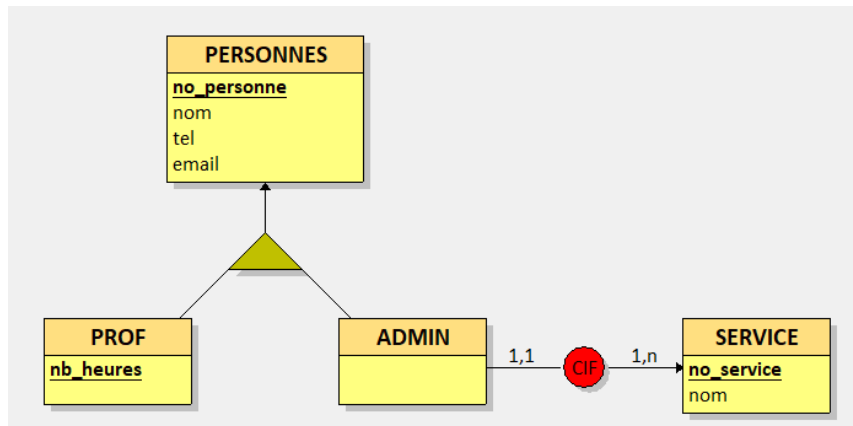 PERSONNES
no_personne
nom
tel
email
PROF
nb_heures
ADMIN
1,1
CIF
1,n
SERVICE
no_service
nom